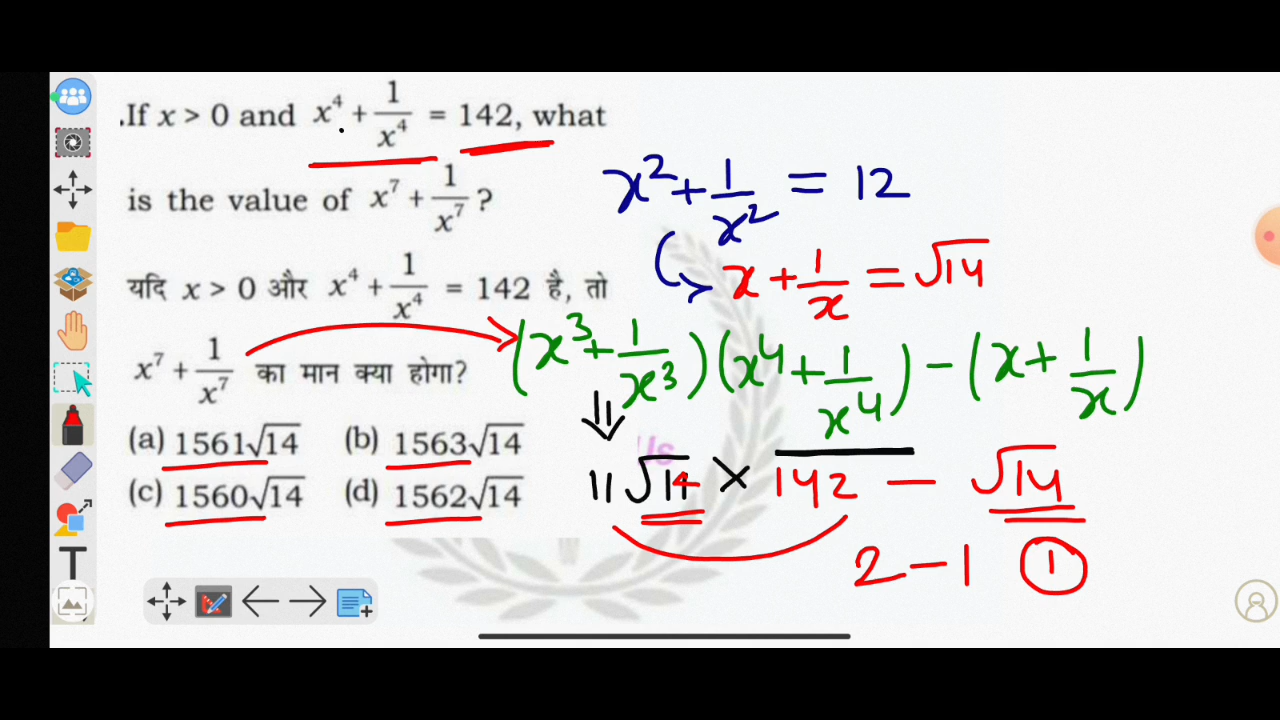 .If x > 0 and x⁴ + 1/x⁴ = 142, what
is the value of x⁷ + 1/x⁷ ?
यदि x > 0 और x⁴ + 1/x⁴ = 142 है, तो
x⁷ + 1/x⁷ का मान क्या होगा?
(a) 1561√14 (b) 1563√14
(c) 1560√14 (d) 1562√14
x² + 1/x² = 12
x + 1/x = √14
(x³ + 1/x³)(x⁴ + 1/x⁴) − (x + 1/x)
11√14 × 142 − √14
2 − 1 1
T